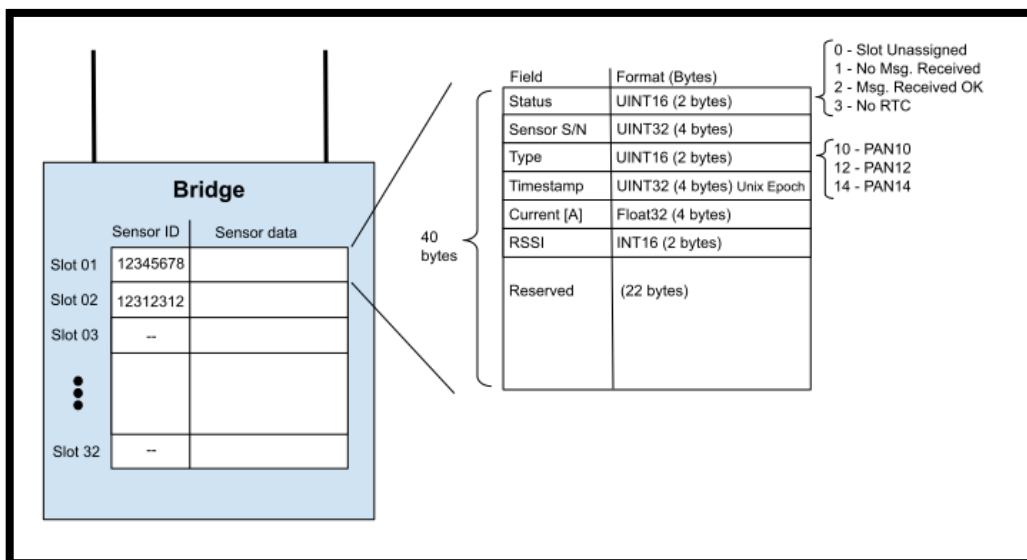 Bridge
Sensor ID Sensor data
Slot 01 12345678
Slot 02 12312312
Slot 03 --
Slot 32 --
40
bytes
Field Format (Bytes)
Status UINT16 (2 bytes)
Sensor S/N UINT32 (4 bytes)
Type UINT16 (2 bytes)
Timestamp UINT32 (4 bytes) Unix Epoch
Current [A] Float32 (4 bytes)
RSSI INT16 (2 bytes)
Reserved (22 bytes)
0 - Slot Unassigned
1 - No Msg. Received
2 - Msg. Received OK
3 - No RTC
10 - PAN10
12 - PAN12
14 - PAN14